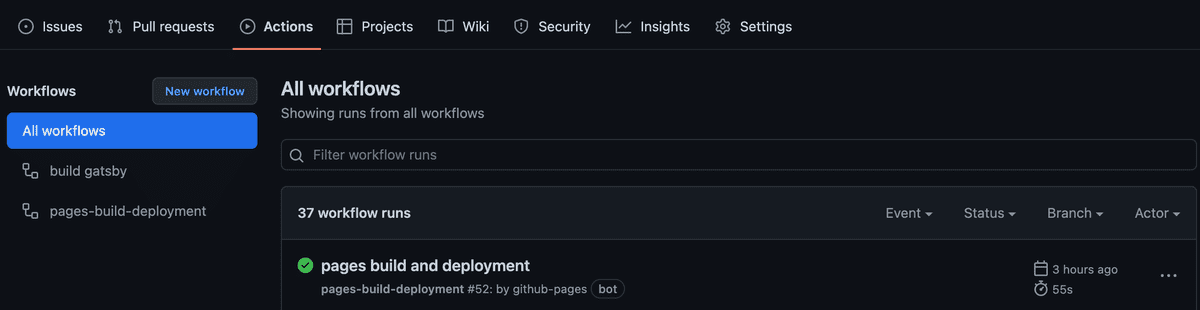 Issues Pull requests Actions Projects Wiki Security Insights Settings
Workflows New workflow
All workflows
build gatsby
pages-build-deployment
All workflows
Showing runs from all workflows
Filter workflow runs
37 workflow runs Event Status Branch Actor
pages build and deployment 3 hours ago
pages-build-deployment #52: by github-pages bot 55s